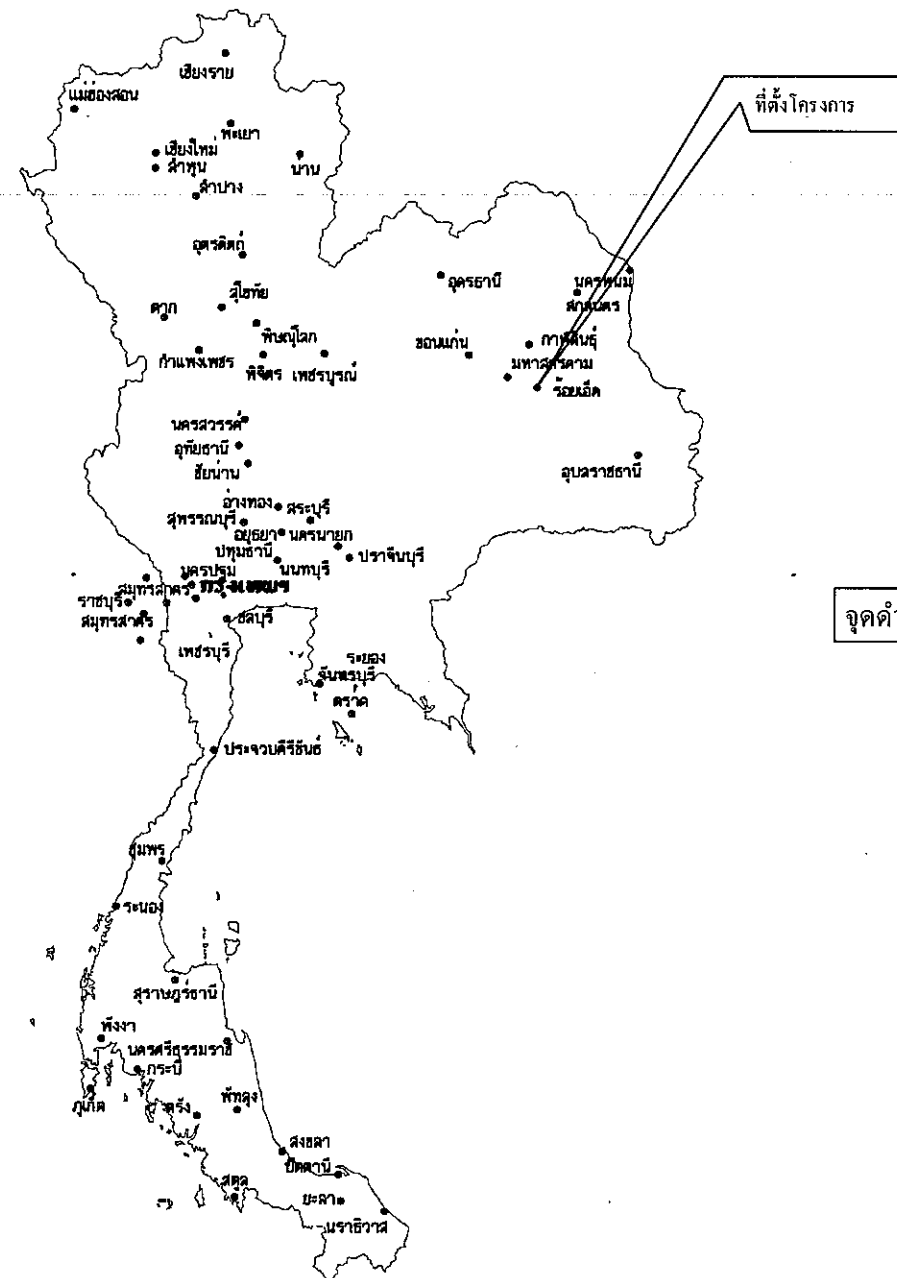 เชียงราย
แม่ฮ่องสอน
ที่ตั้งโครงการ
พะเยา
เชียงใหม่
น่าน
ลำพูน
ลำปาง
อุตรดิตถ์
อุดรธานี
นครพนม
สกลนคร
สุโขทัย
ตาก
พิษณุโลก
กาฬสินธุ์
ขอนแก่น
กำแพงเพชร
พิจิตร
เพชรบูรณ์
มหาสารคาม
ร้อยเอ็ด
นครสวรรค์
อุทัยธานี
ชัยน่าน
อุบลราชธานี
อ่างทอง
สระบุรี
สุพรรณบุรี
อยุธยา
นครนายก
ปทุมธานี
ปราจีนบุรี
นนทบุรี
นครปฐม
สมุทรสาคร
ราชบุรี
สมุทรสาคร
ชลบุรี
จุดดำ
เพชรบุรี
ระยอง
จันทรบุรี
ตราด
ประจวบคีรีขันธ์
ชุมพร
ระนอง
สุราษฎร์ธานี
พังงา
นครศรีธรรมราช
กระบี่
ภูเก็ต
ตรัง
พัทลุง
สงขลา
ปัตตานี
สตูล
ยะลา
นราธิวาส